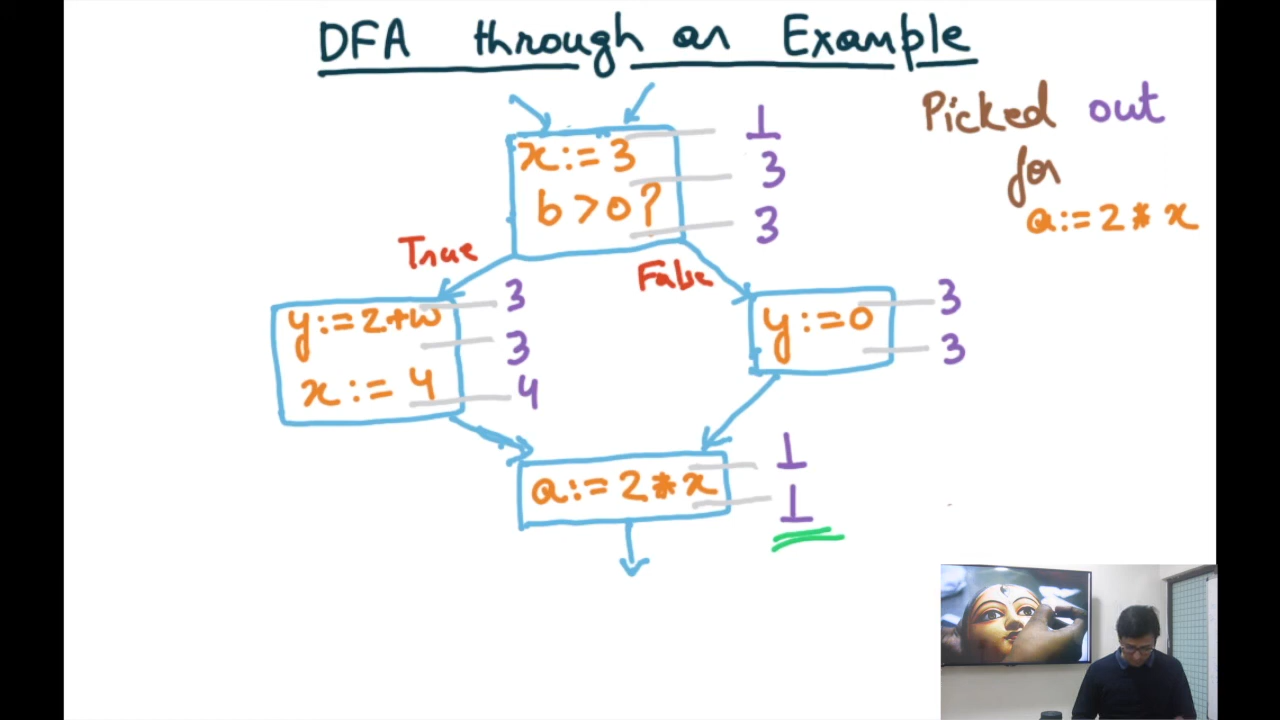 DFA through an Example
Picked out
for
a:=2*x
x:=3
b>0?
⊥
3
3
True
False
y:=z+w
x:=4
3
3
4
y:=0
3
3
a:=2*x
⊥
⊥